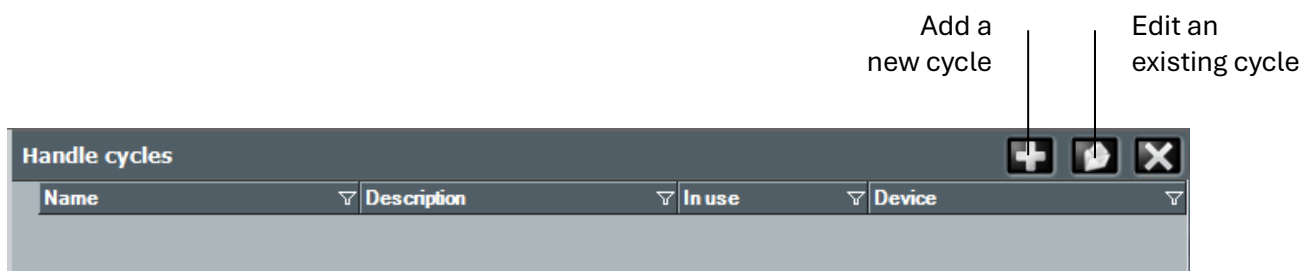 Add a
new cycle
Edit an
existing cycle
Handle cycles
Name Description In use Device